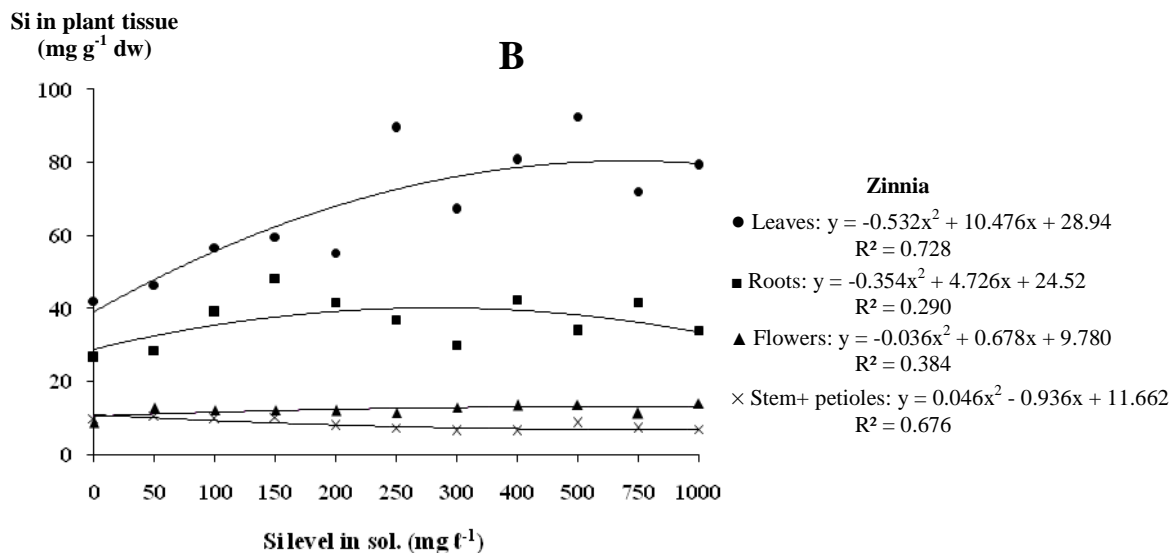 Si in plant tissue
(mg g⁻¹ dw)
B
100
80
60
40
20
0
0 50 100 150 200 250 300 400 500 750 1000
Si level in sol. (mg ℓ⁻¹)
Zinnia
● Leaves: y = -0.532x² + 10.476x + 28.94
R² = 0.728
■ Roots: y = -0.354x² + 4.726x + 24.52
R² = 0.290
▲ Flowers: y = -0.036x² + 0.678x + 9.780
R² = 0.384
× Stem+ petioles: y = 0.046x² - 0.936x + 11.662
R² = 0.676